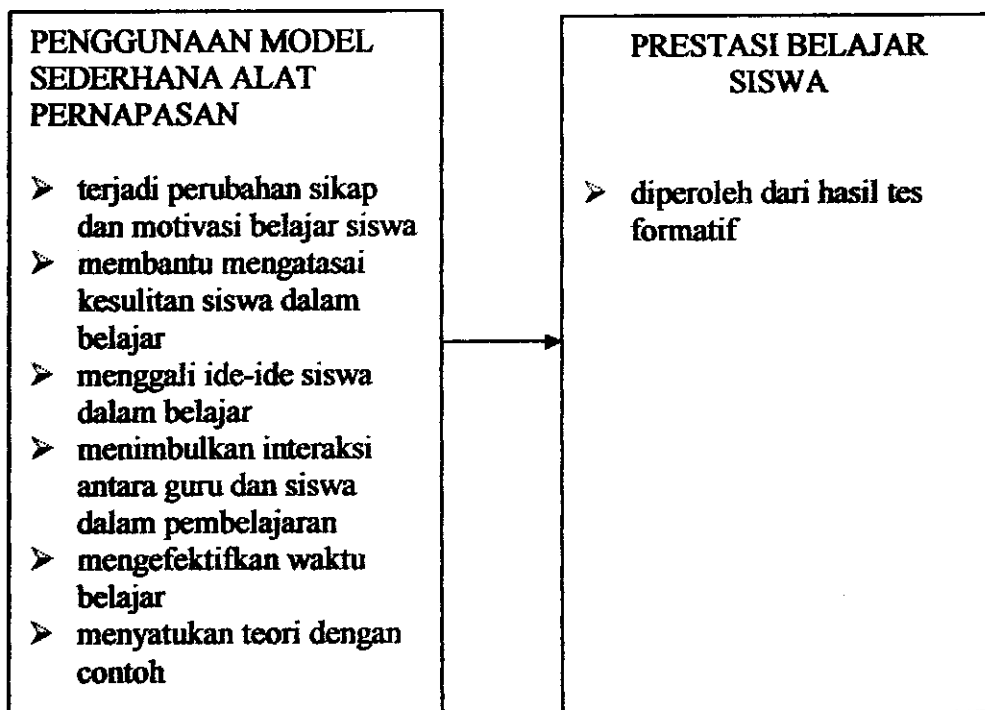 PENGGUNAAN MODEL
SEDERHANA ALAT
PERNAPASAN
➢ terjadi perubahan sikap
dan motivasi belajar siswa
➢ membantu mengatasai
kesulitan siswa dalam
belajar
➢ menggali ide-ide siswa
dalam belajar
➢ menimbulkan interaksi
antara guru dan siswa
dalam pembelajaran
➢ mengefektifkan waktu
belajar
➢ menyatukan teori dengan
contoh
PRESTASI BELAJAR
SISWA
➢ diperoleh dari hasil tes
formatif